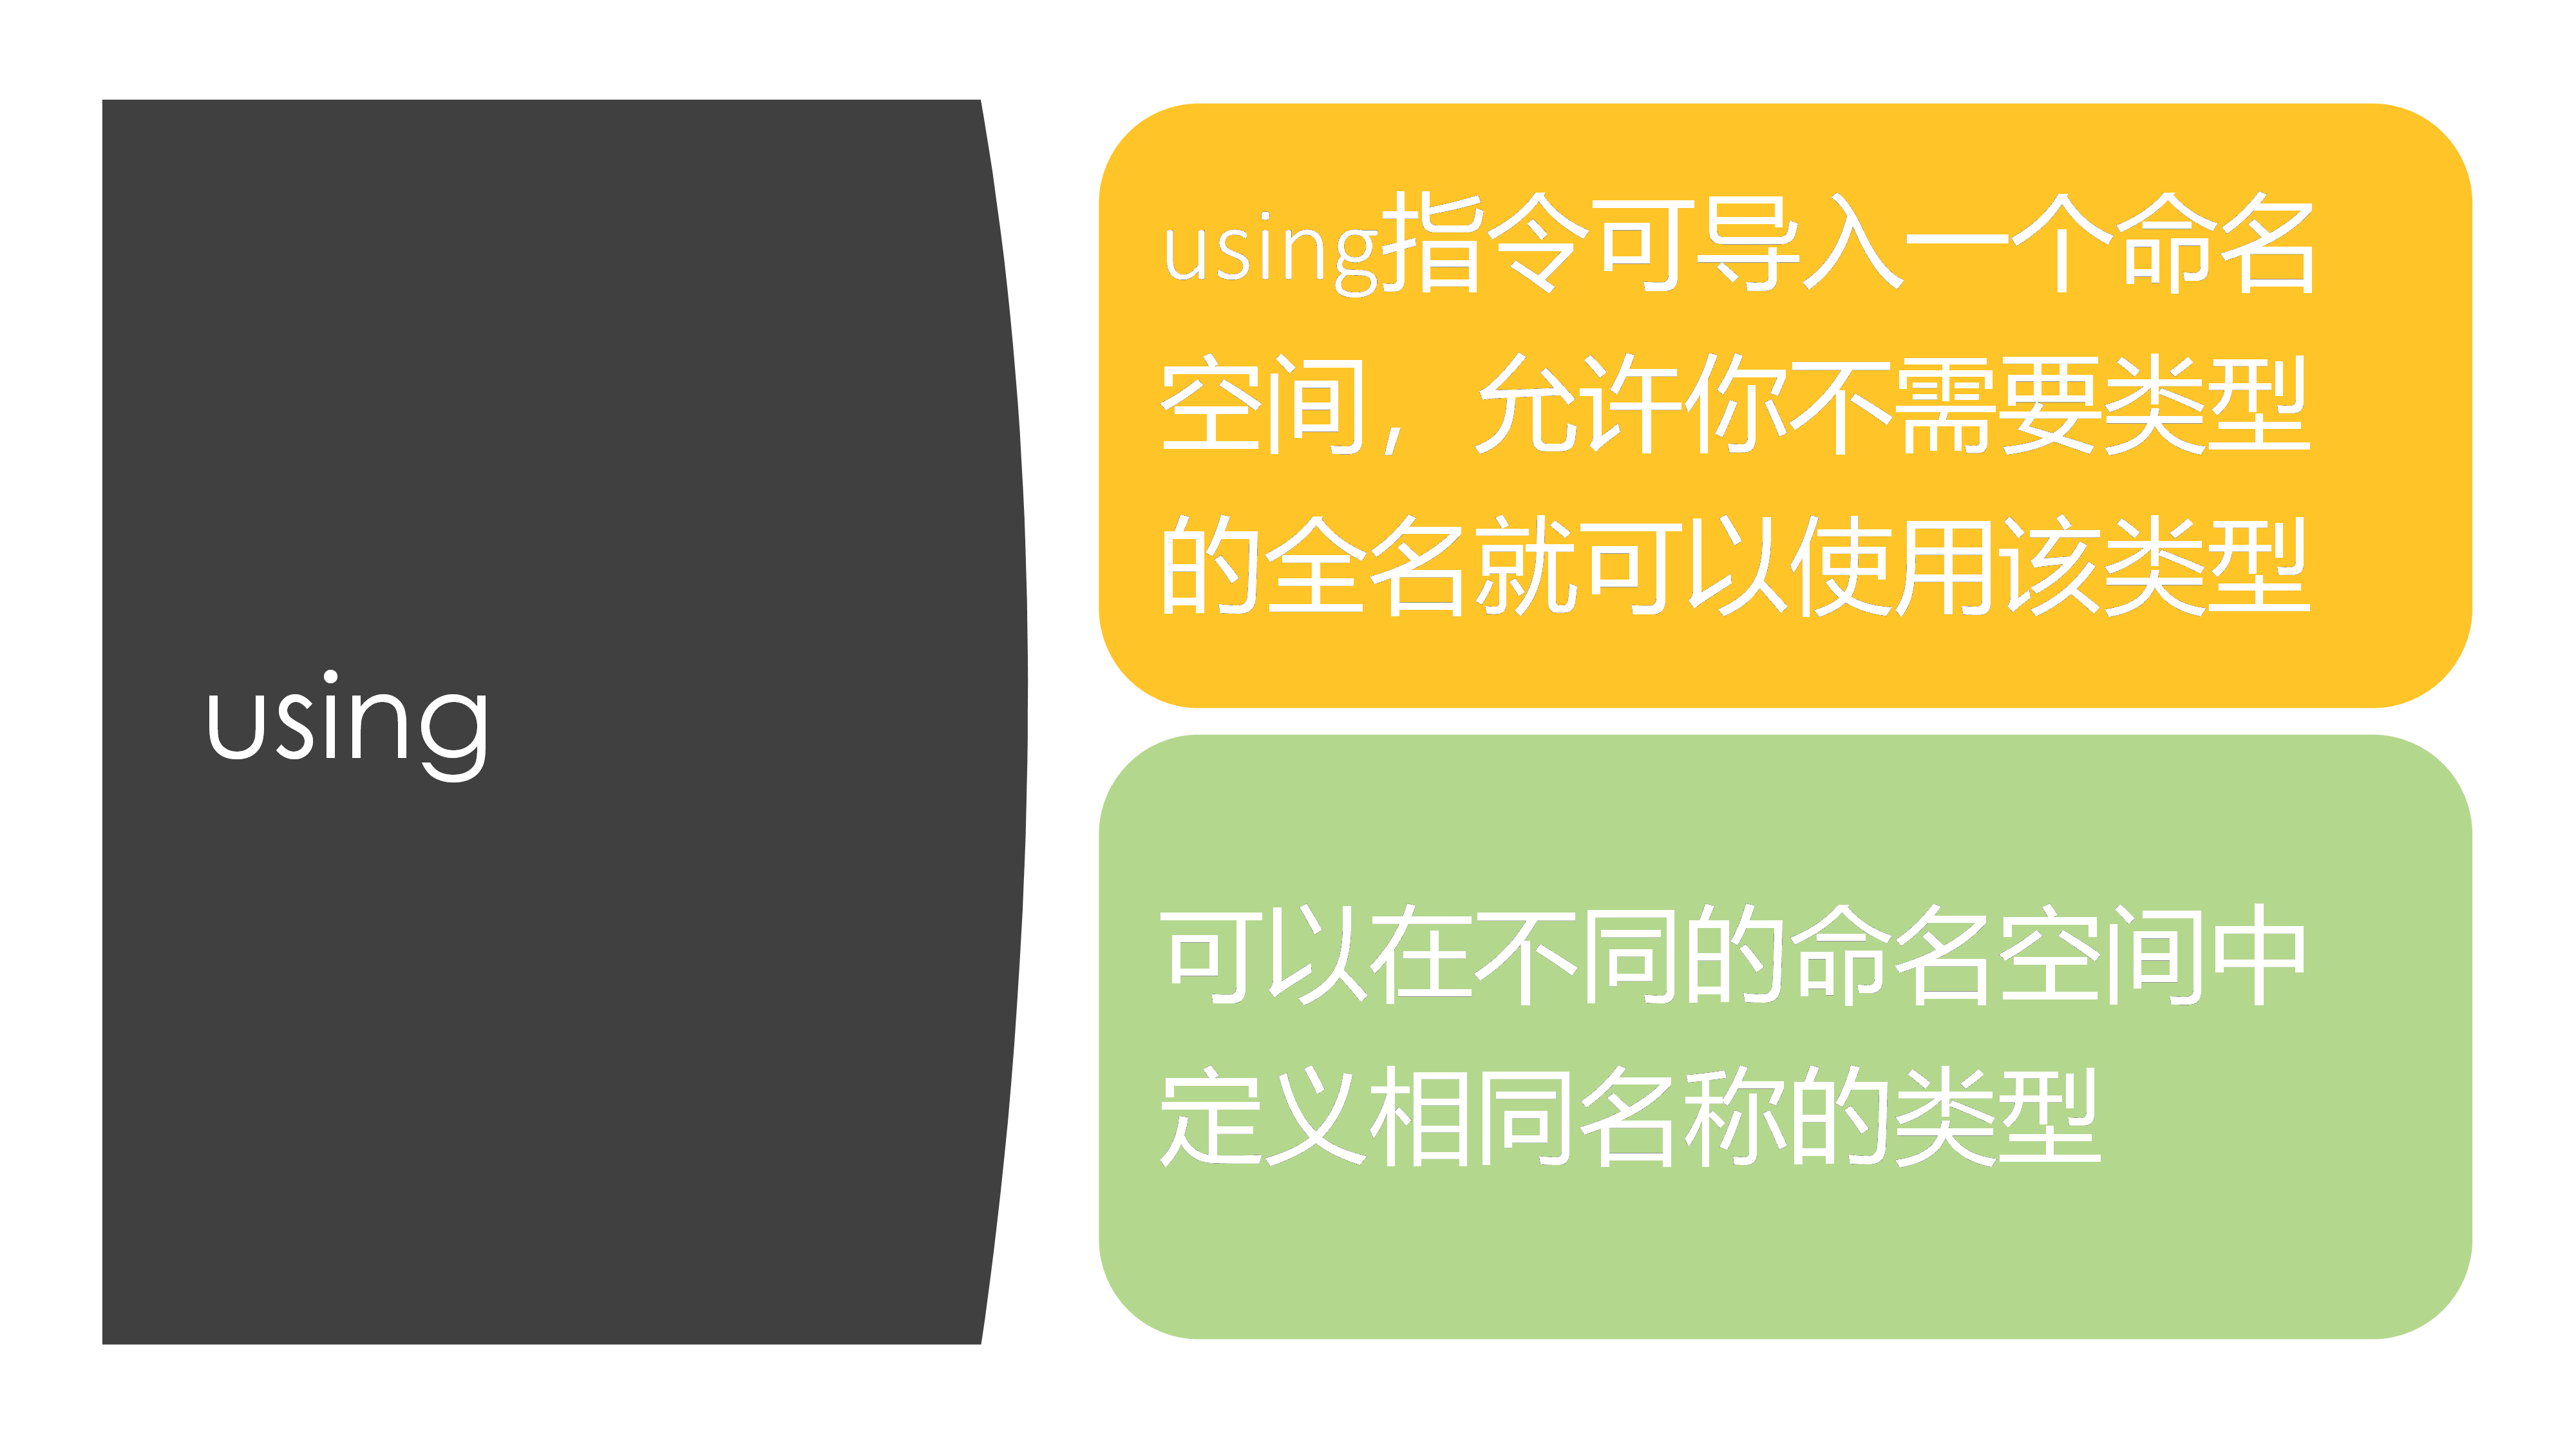 using
using指令可导入一个命名
空间，允许你不需要类型
的全名就可以使用该类型
可以在不同的命名空间中
定义相同名称的类型